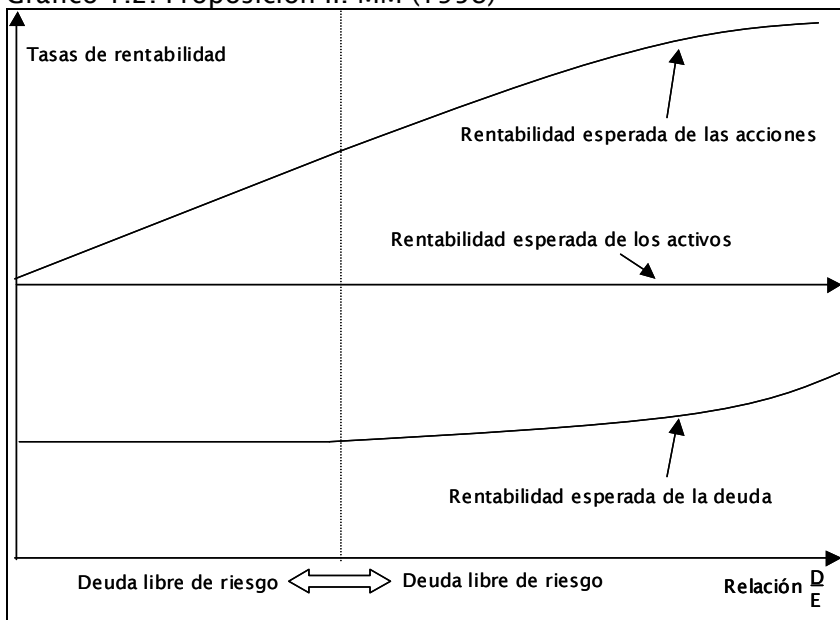 Tasas de rentabilidad
Rentabilidad esperada de las acciones
Rentabilidad esperada de los activos
Rentabilidad esperada de la deuda
Deuda libre de riesgo
Deuda libre de riesgo
Relación D
E